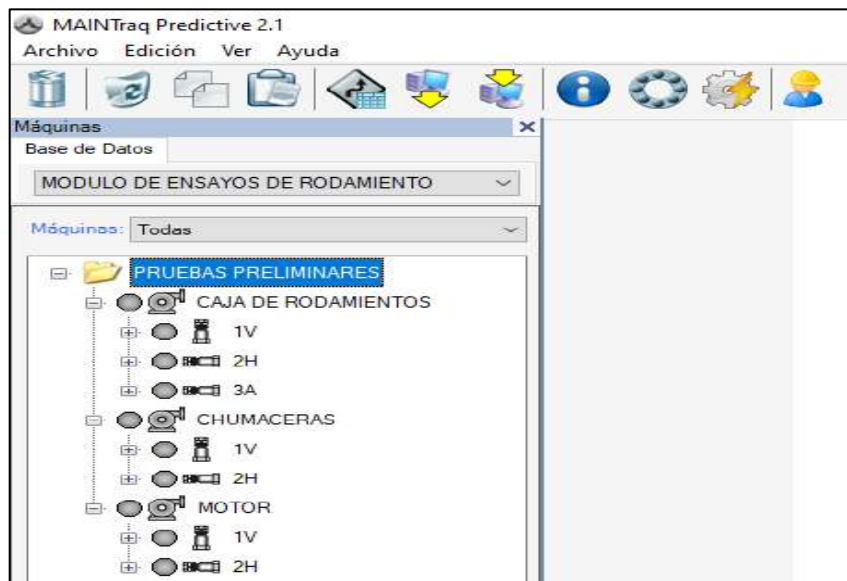 MAINTraq Predictive 2.1
Archivo Edición Ver Ayuda
Máquinas
Base de Datos
MODULO DE ENSAYOS DE RODAMIENTO
Máquinas: Todas
PRUEBAS PRELIMINARES
CAJA DE RODAMIENTOS
1V
2H
3A
CHUMACERAS
1V
2H
MOTOR
1V
2H